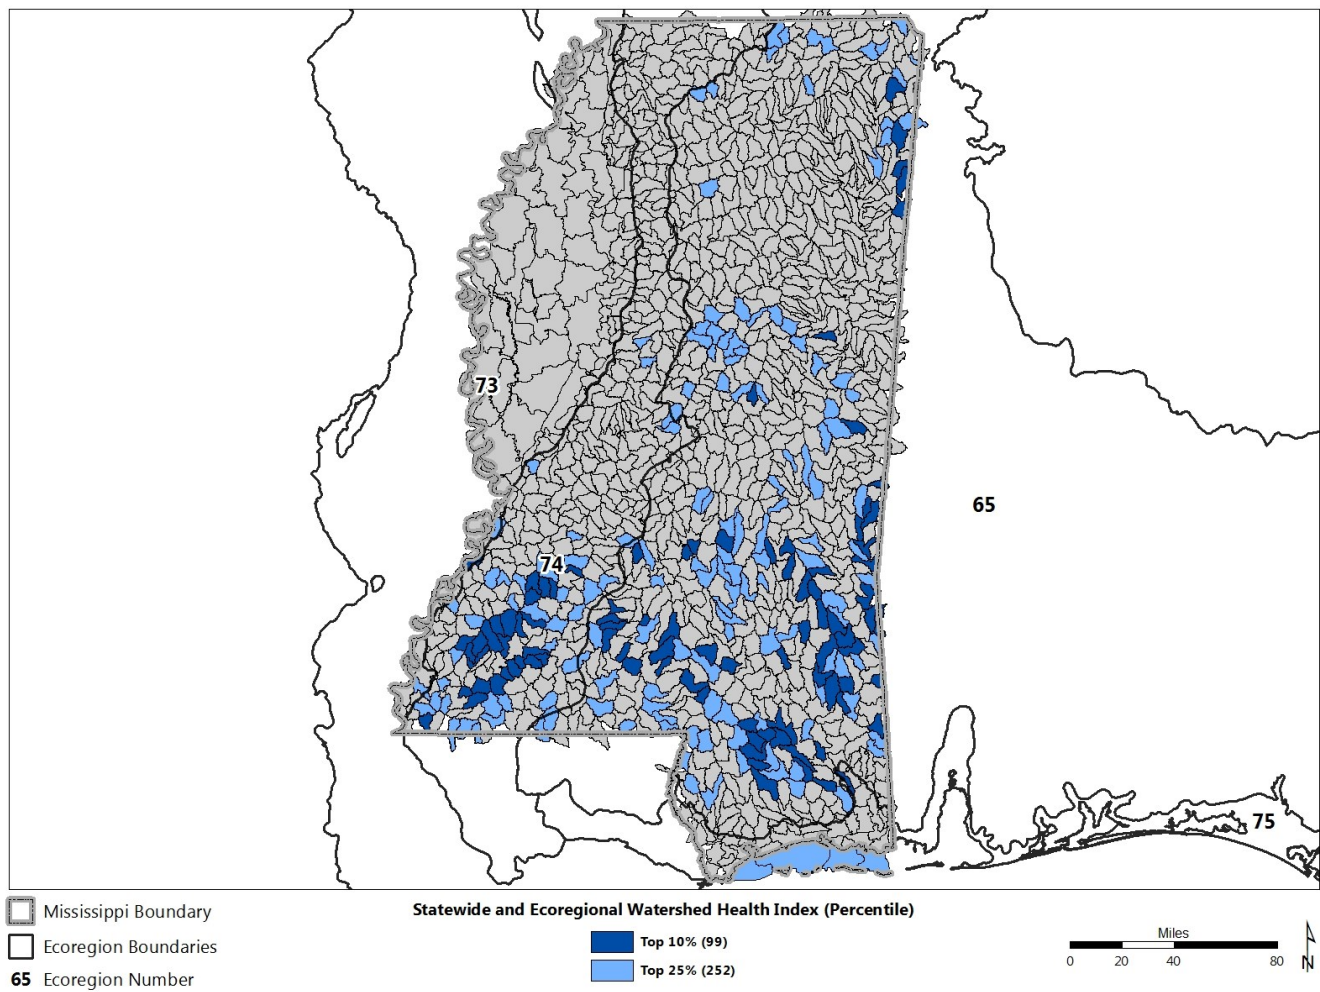 73
65
74
75
Mississippi Boundary
Ecoregion Boundaries
65 Ecoregion Number
Statewide and Ecoregional Watershed Health Index (Percentile)
Top 10% (99)
Top 25% (252)
Miles
0 20 40 80
N